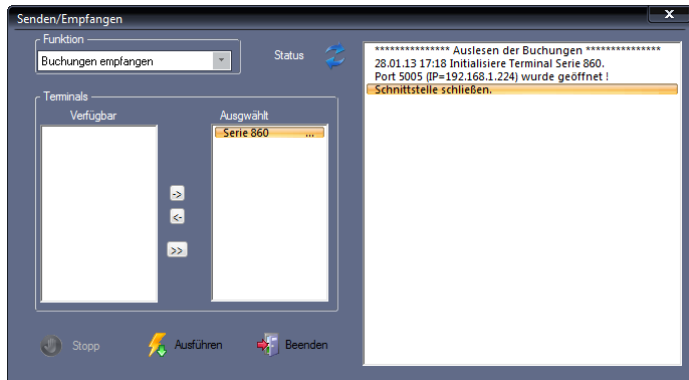 Senden/Empfangen
x
Funktion
Buchungen empfangen
Status
Terminals
Verfügbar
Ausgwählt
Serie 860 ...
->
<-
>>
Stopp
Ausführen
Beenden
*************** Auslesen der Buchungen ***************
28.01.13 17:18 Initialisiere Terminal Serie 860.
Port 5005 (IP=192.168.1.224) wurde geöffnet !
Schnittstelle schließen.